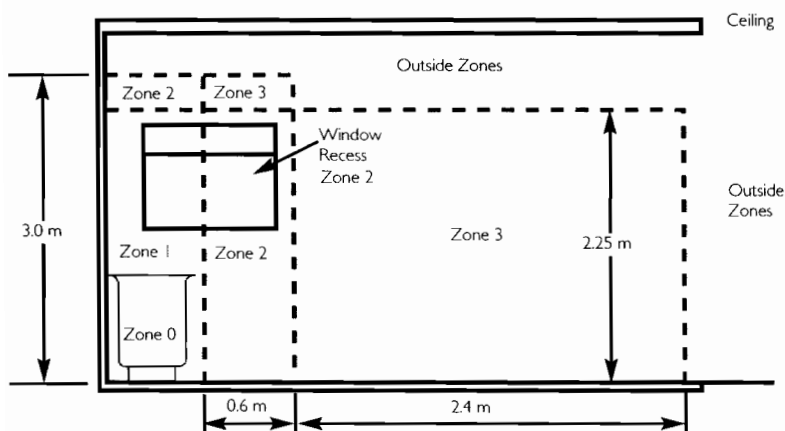 Ceiling
Outside Zones
Zone 2
Zone 3
Window
Recess
Zone 2
Outside
Zones
3.0 m
Zone 1
Zone 2
Zone 3
2.25 m
Zone 0
0.6 m
2.4 m